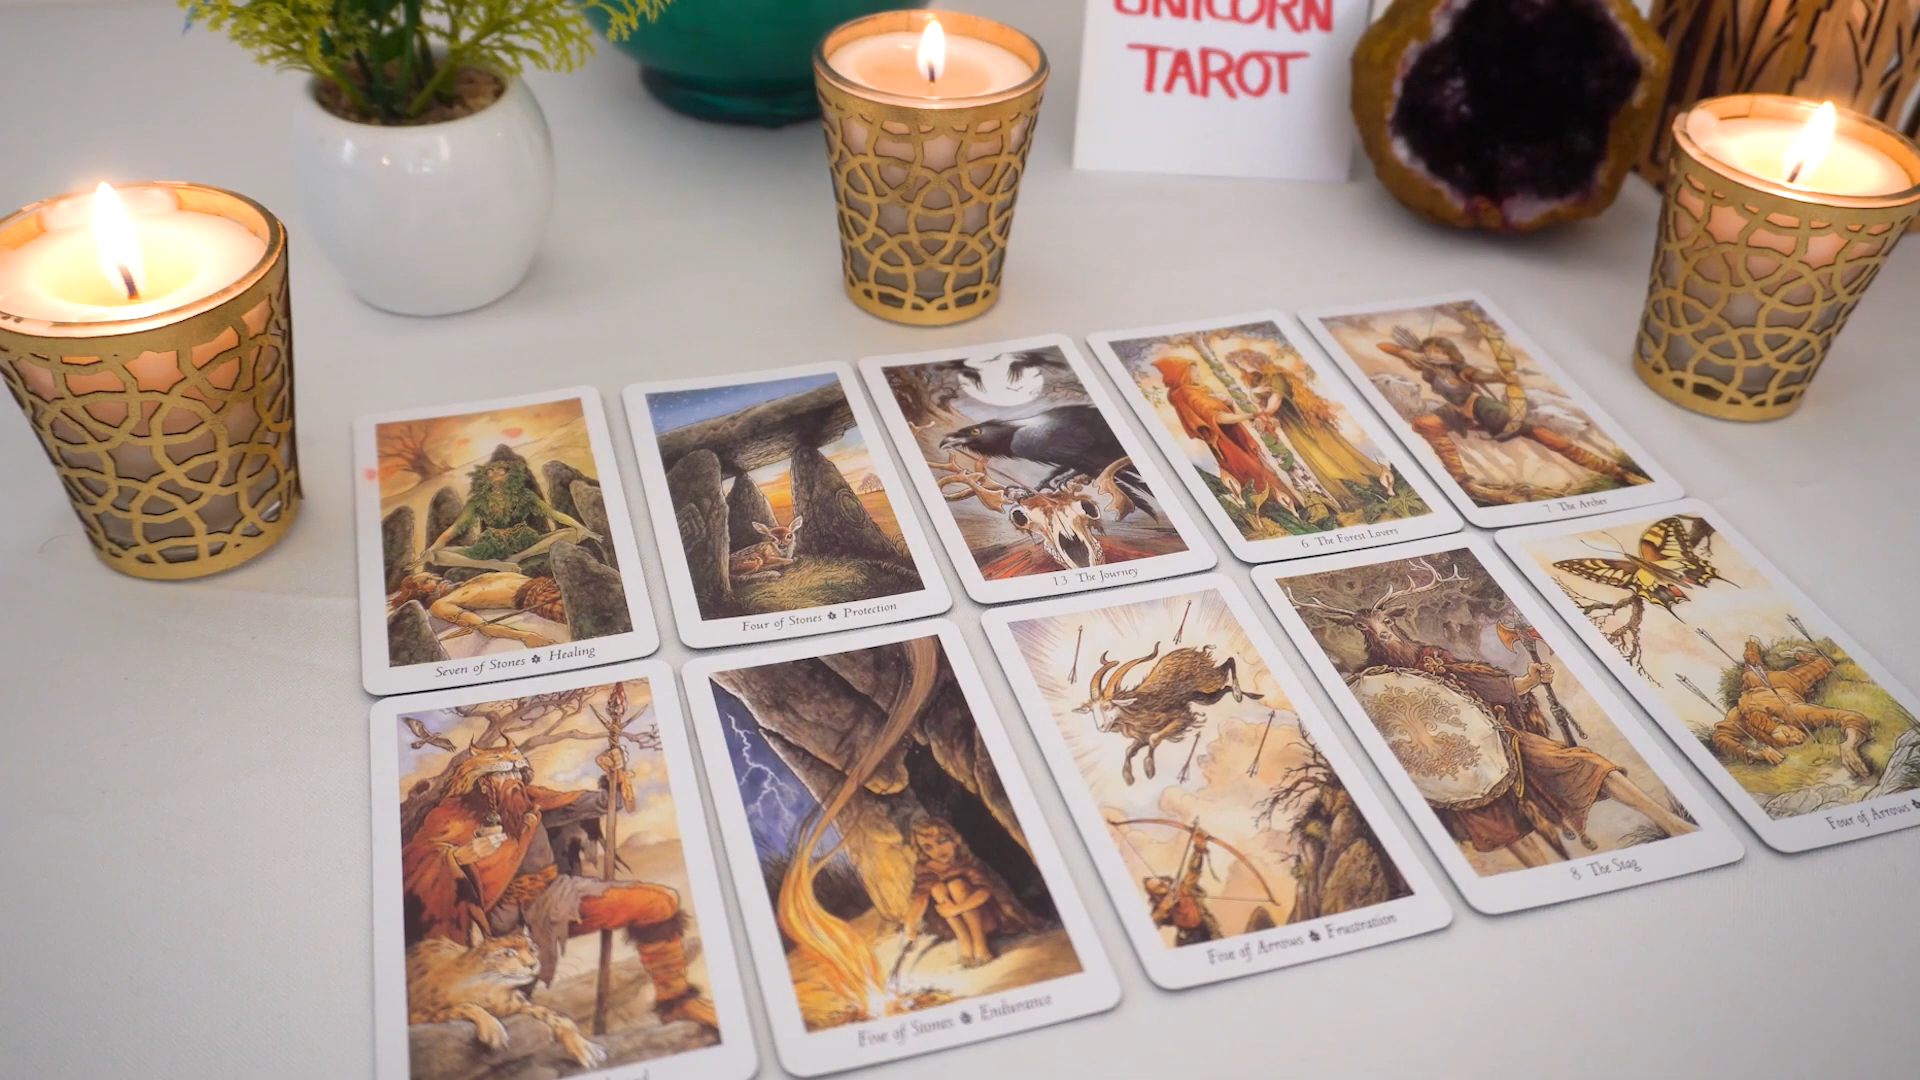 UNICORN
TAROT
Seven of Stones Healing
Four of Stones Protection
13 The Journey
6 The Forest Lovers
7 The Archer
Five of Stones Endurance
Five of Arrows Frustration
8 The Stag
Four of Arrows